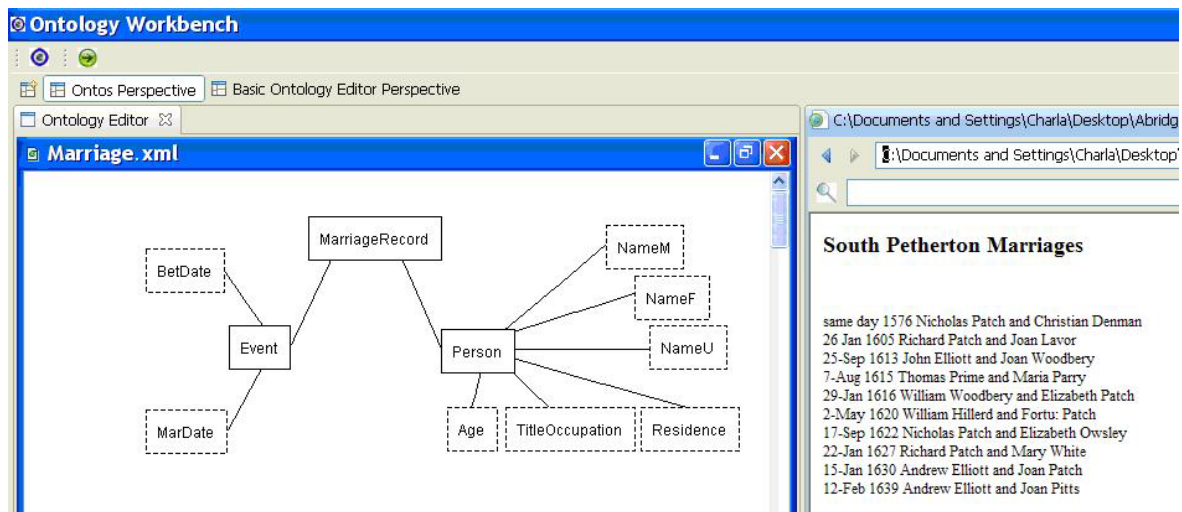 Ontology Workbench
Ontos Perspective
Basic Ontology Editor Perspective
Ontology Editor
Marriage.xml
MarriageRecord
NameM
BetDate
NameF
Event
Person
NameU
MarDate
Age
TitleOccupation
Residence
C:\Documents and Settings\Charla\Desktop\Abridg
C:\Documents and Settings\Charla\Desktop\
South Petherton Marriages
same day 1576 Nicholas Patch and Christian Denman
26 Jan 1605 Richard Patch and Joan Lavor
25-Sep 1613 John Elliott and Joan Woodbery
7-Aug 1615 Thomas Prime and Maria Parry
29-Jan 1616 William Woodbery and Elizabeth Patch
2-May 1620 William Hillerd and Fortu: Patch
17-Sep 1622 Nicholas Patch and Elizabeth Owsley
22-Jan 1627 Richard Patch and Mary White
15-Jan 1630 Andrew Elliott and Joan Patch
12-Feb 1639 Andrew Elliott and Joan Pitts